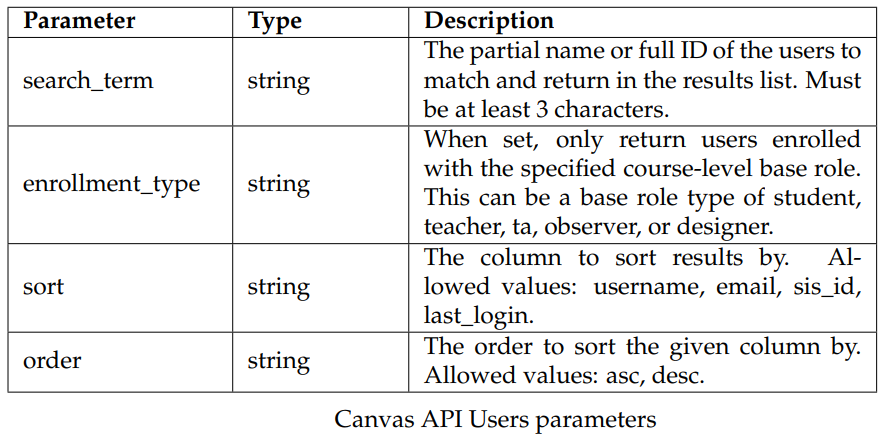 Parameter Type Description
search_term string The partial name or full ID of the users to
match and return in the results list. Must
be at least 3 characters.
enrollment_type string When set, only return users enrolled
with the specified course-level base role.
This can be a base role type of student,
teacher, ta, observer, or designer.
sort string The column to sort results by. Al-
lowed values: username, email, sis_id,
last_login.
order string The order to sort the given column by.
Allowed values: asc, desc.
Canvas API Users parameters